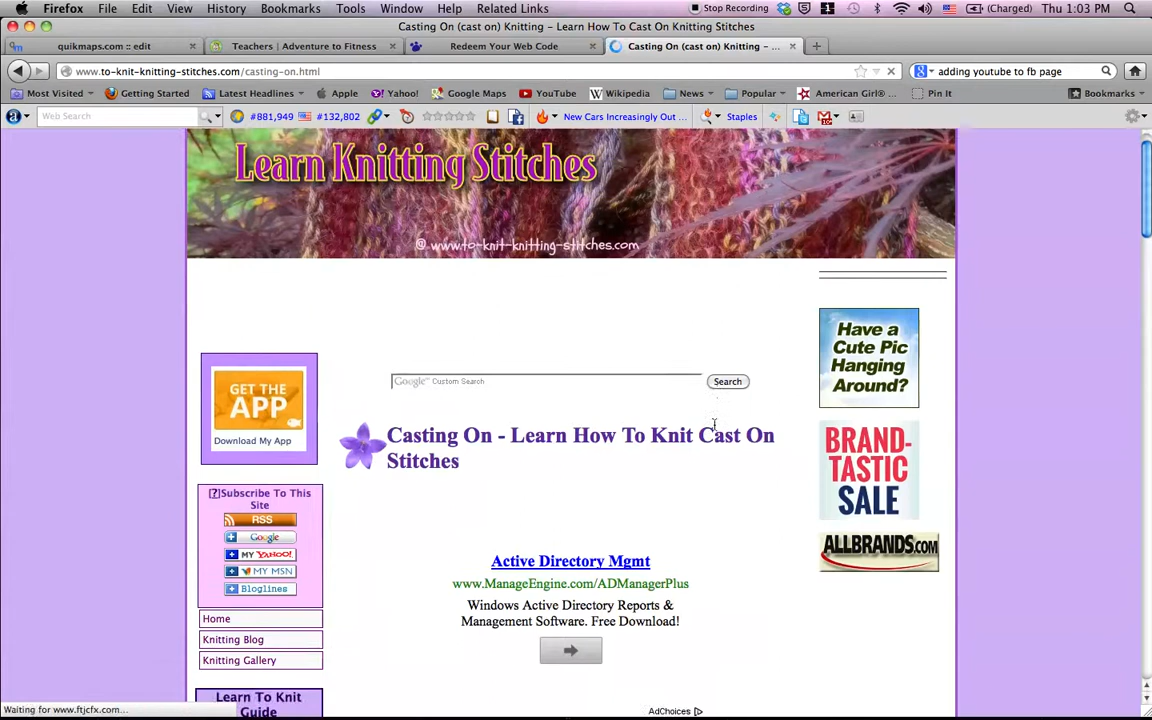 Firefox File Edit View History Bookmarks Tools Window Help Related Links Stop Recording 1 (Charged) Thu 1:03 PM
Casting On (cast on) Knitting - Learn How To Cast On Knitting Stitches
quikmaps.com :: edit Teachers | Adventure to Fitness Redeem Your Web Code Casting On (cast on) Knitting - ...
www.to-knit-knitting-stitches.com/casting-on.html adding youtube to fb page
Most Visited Getting Started Latest Headlines Apple Yahoo! Google Maps YouTube Wikipedia News Popular American Girl® ... Pin It Bookmarks
Web Search #881,949 #132,802 New Cars Increasingly Out ... Staples
Learn Knitting Stitches
@ www.to-knit-knitting-stitches.com
Have a
Cute Pic
Hanging
Around?
GET THE
APP
Download My App
Google™ Custom Search Search
Casting On - Learn How To Knit Cast On
Stitches
BRAND-
TASTIC
SALE
ALLBRANDS.com
[?]Subscribe To This
Site
RSS
Google
MY YAHOO!
MY MSN
Bloglines
Active Directory Mgmt
www.ManageEngine.com/ADManagerPlus
Windows Active Directory Reports &
Management Software. Free Download!
Home
Knitting Blog
Knitting Gallery
Learn To Knit
Guide
AdChoices
Waiting for www.ftjcfx.com...